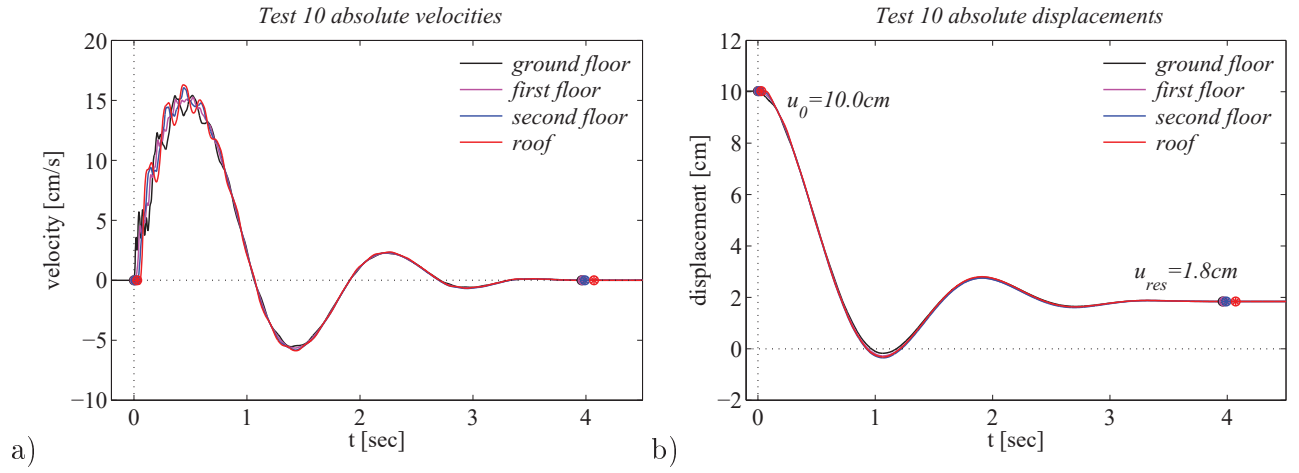 Test 10 absolute velocities
velocity [cm/s]
20
15
10
5
0
−5
−10
ground floor
first floor
second floor
roof
0
1
2
3
4
t [sec]
a)
Test 10 absolute displacements
displacement [cm]
12
10
8
6
4
2
0
−2
u_0=10.0cm
ground floor
first floor
second floor
roof
u_res=1.8cm
0
1
2
3
4
t [sec]
b)